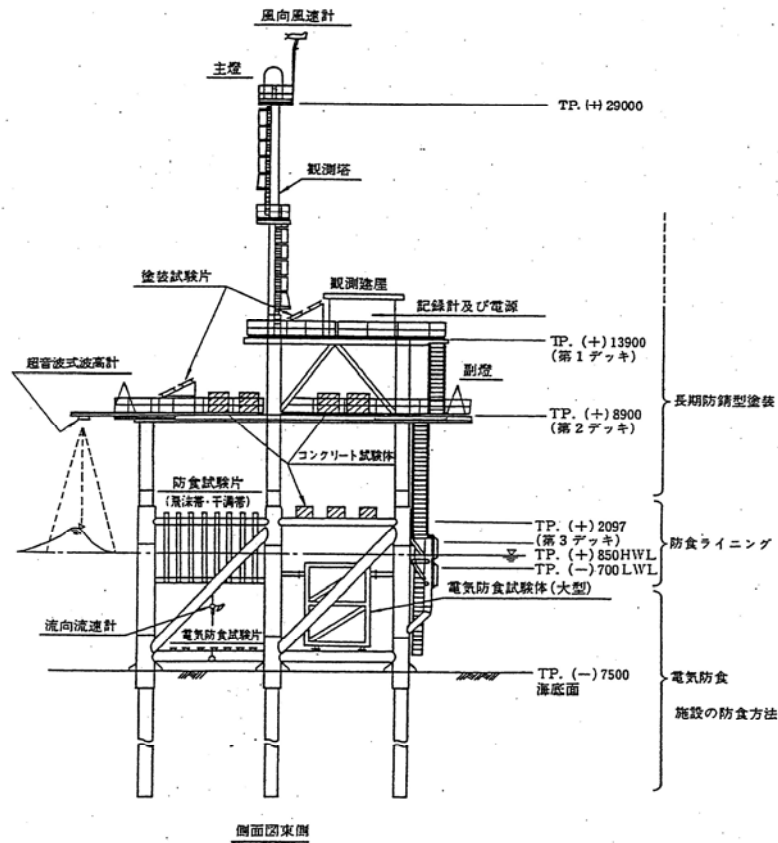 風向風速計
主燈
TP. (+) 29000
観測塔
塗装試験片
観測建屋
記録計及び電源
TP. (+) 13900
(第1デッキ)
超音波式波高計
副燈
TP. (+) 8900
(第2デッキ)
長期防錆型塗装
コンクリート試験体
防食試験片
(飛沫帯・干満帯)
TP. (+) 2097
(第3デッキ)
TP. (+) 850HWL
TP. (−) 700LWL
防食ライニング
電気防食試験体(大型)
流向流速計
電気防食試験片
TP. (−) 7500
海底面
電気防食
施設の防食方法
側面図東側